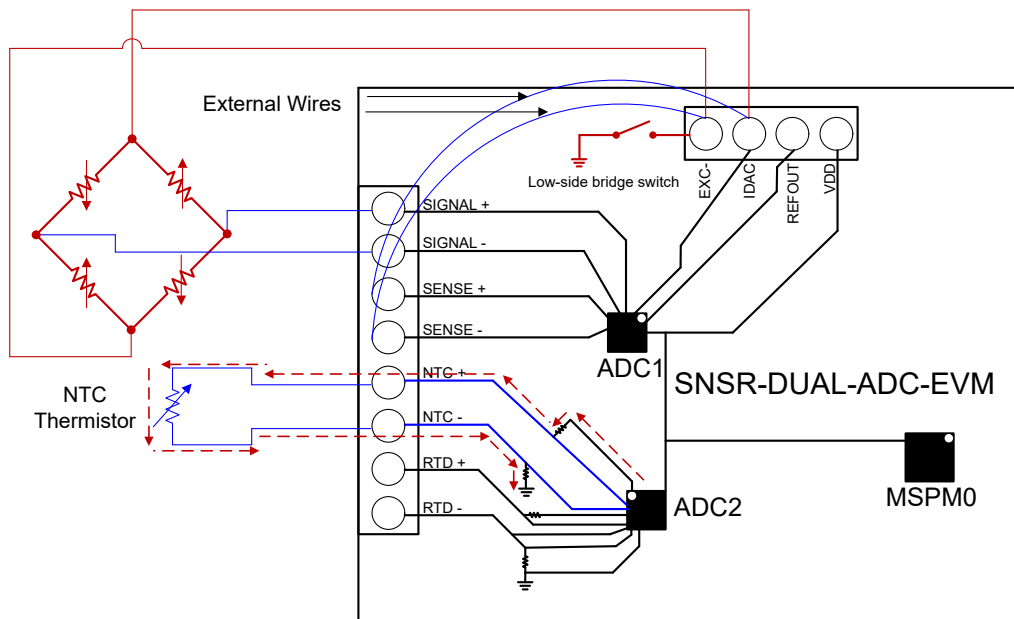 External Wires
Low-side bridge switch
EXC-
IDAC
REFOUT
VDD
SIGNAL +
SIGNAL -
SENSE +
SENSE -
ADC1
SNSR-DUAL-ADC-EVM
NTC
Thermistor
NTC +
NTC -
RTD +
RTD -
ADC2
MSPM0